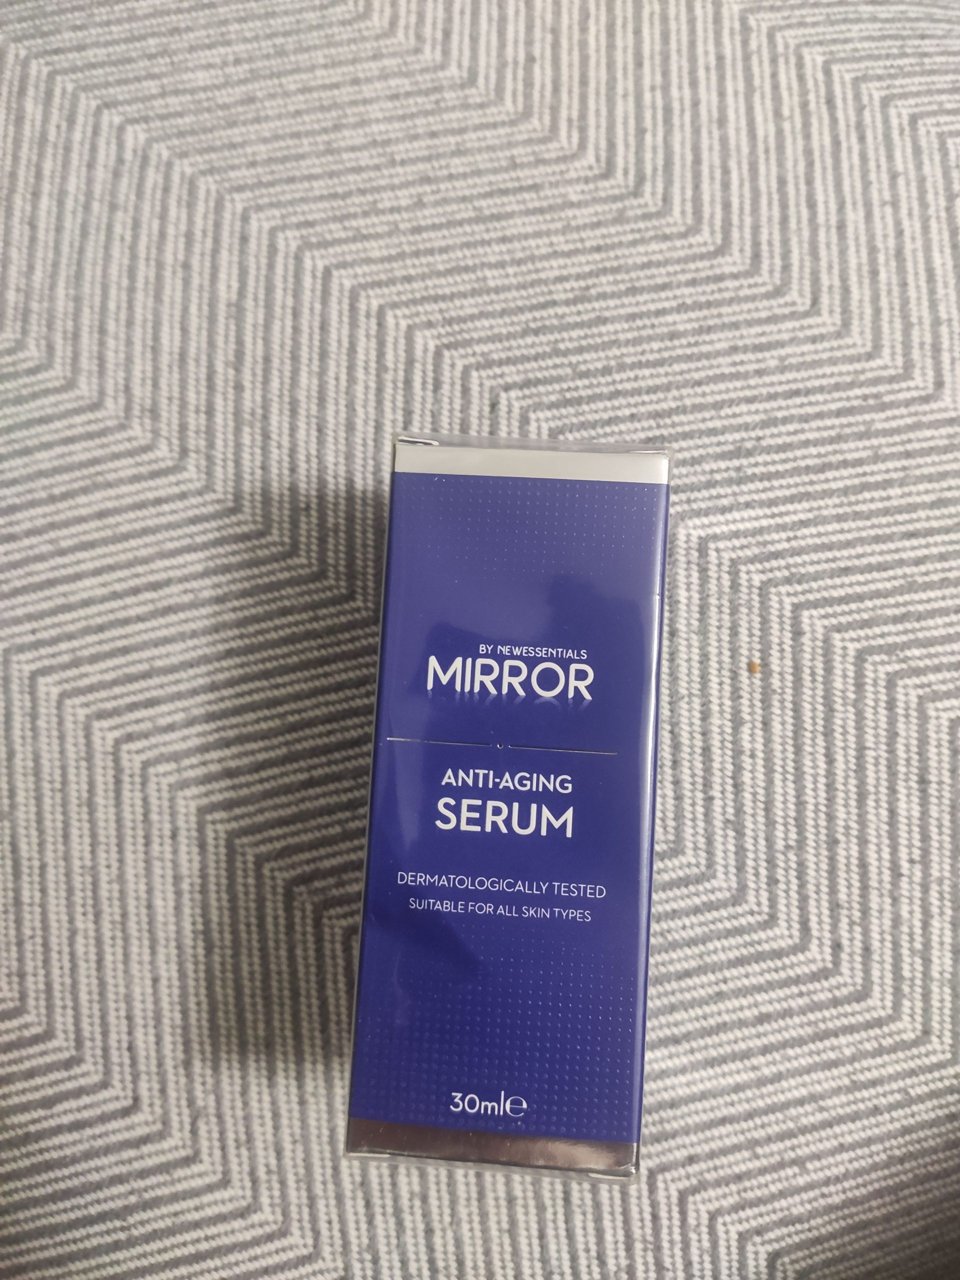 BY NEWESSENTIALS
MIRROR
ANTI-AGING
SERUM
DERMATOLOGICALLY TESTED
SUITABLE FOR ALL SKIN TYPES
30ml℮